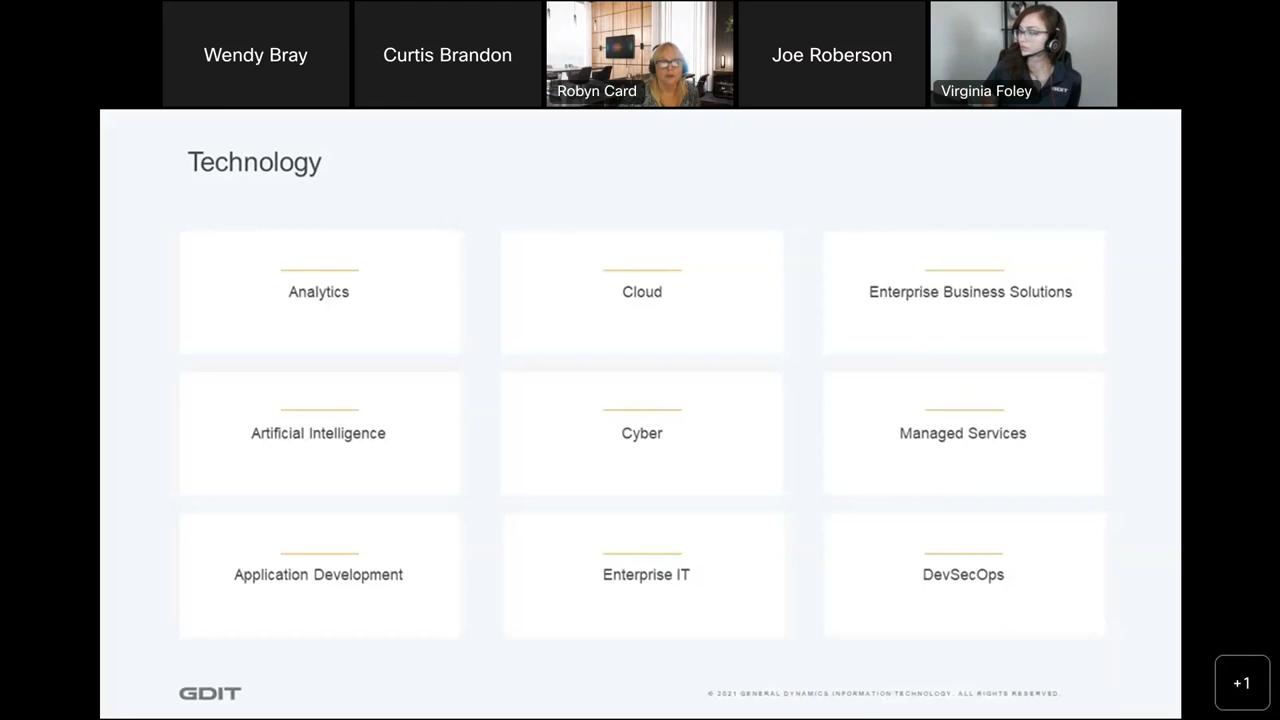 Wendy Bray
Curtis Brandon
Robyn Card
Joe Roberson
Virginia Foley
GDIT
Technology
Analytics
Cloud
Enterprise Business Solutions
Artificial Intelligence
Cyber
Managed Services
Application Development
Enterprise IT
DevSecOps
GDIT
© 2021 GENERAL DYNAMICS INFORMATION TECHNOLOGY. ALL RIGHTS RESERVED.
+1